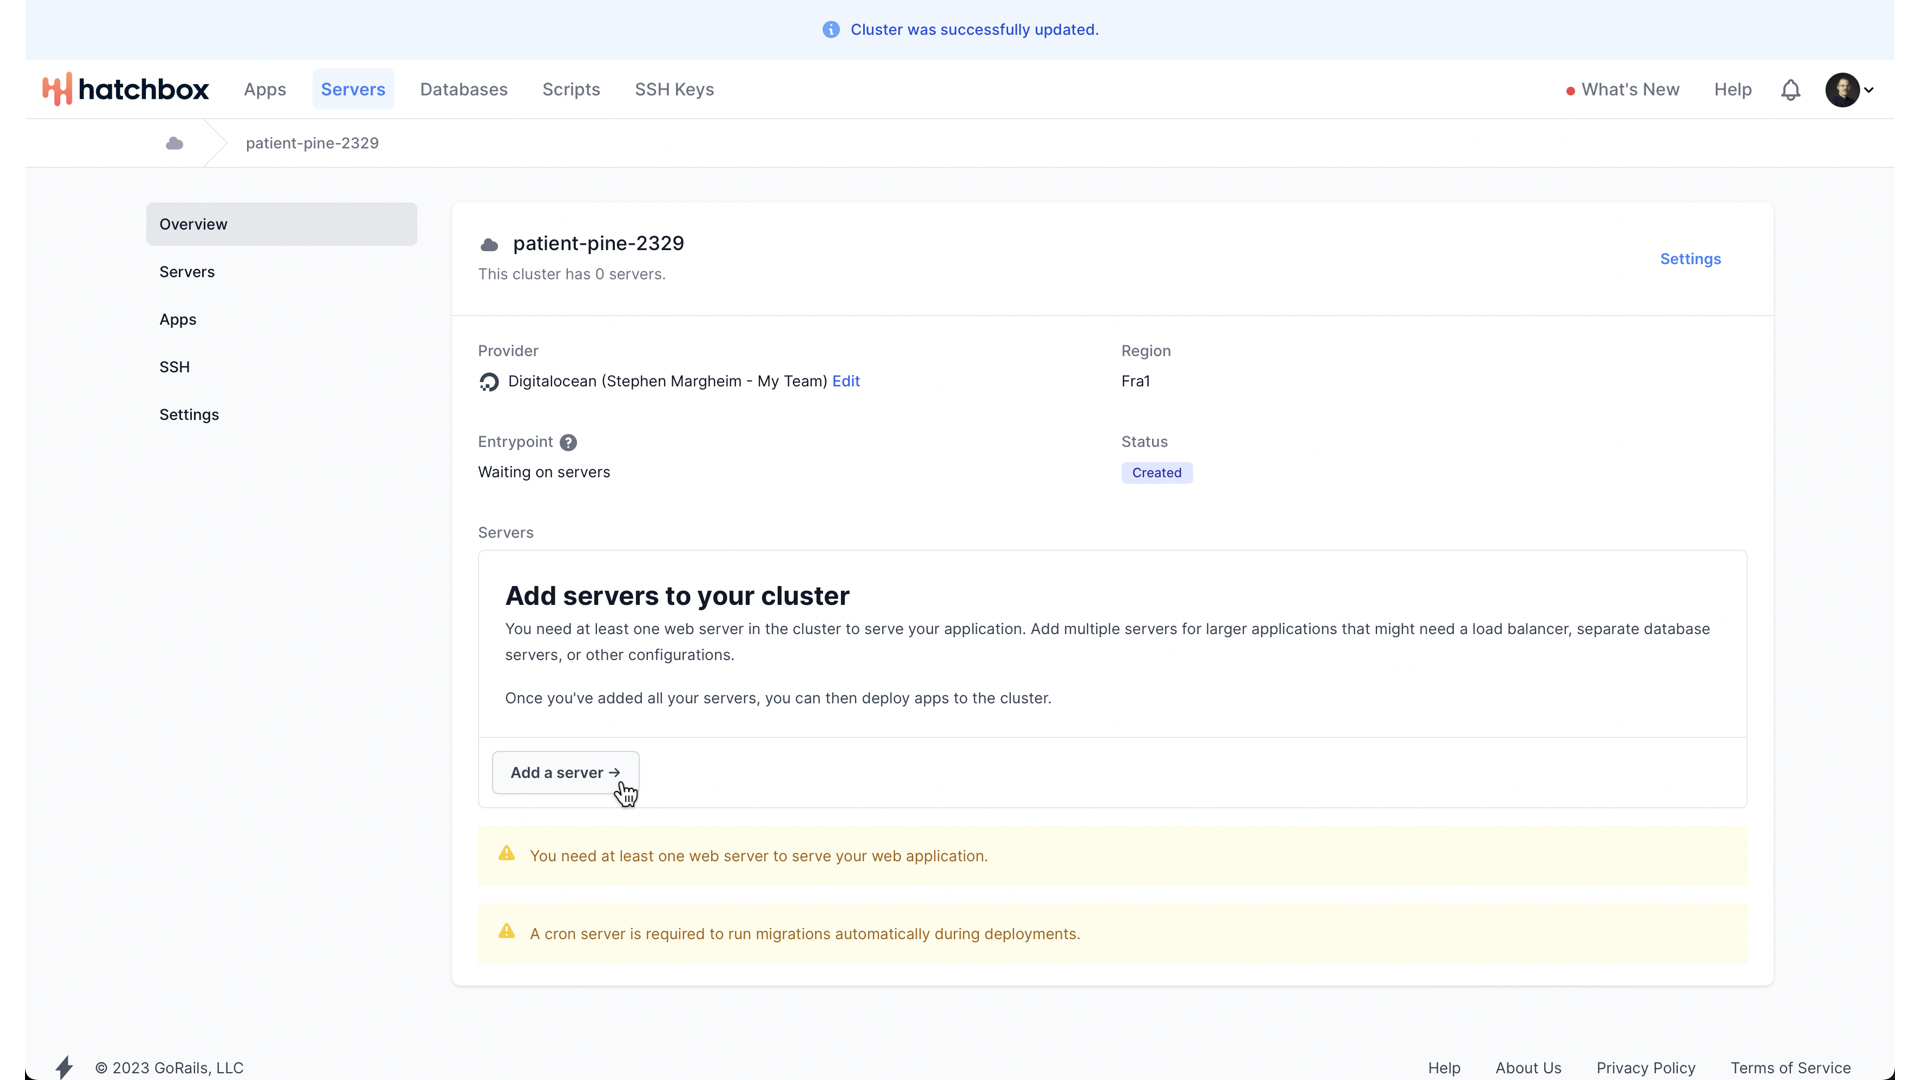 Cluster was successfully updated.
hatchbox Apps Servers Databases Scripts SSH Keys What's New Help
patient-pine-2329
Overview
Servers
Apps
SSH
Settings
patient-pine-2329
This cluster has 0 servers.
Settings
Provider
Digitalocean (Stephen Margheim - My Team) Edit
Region
Fra1
Entrypoint ?
Waiting on servers
Status
Created
Servers
Add servers to your cluster
You need at least one web server in the cluster to serve your application. Add multiple servers for larger applications that might need a load balancer, separate database
servers, or other configurations.
Once you've added all your servers, you can then deploy apps to the cluster.
Add a server →
You need at least one web server to serve your web application.
A cron server is required to run migrations automatically during deployments.
© 2023 GoRails, LLC Help About Us Privacy Policy Terms of Service